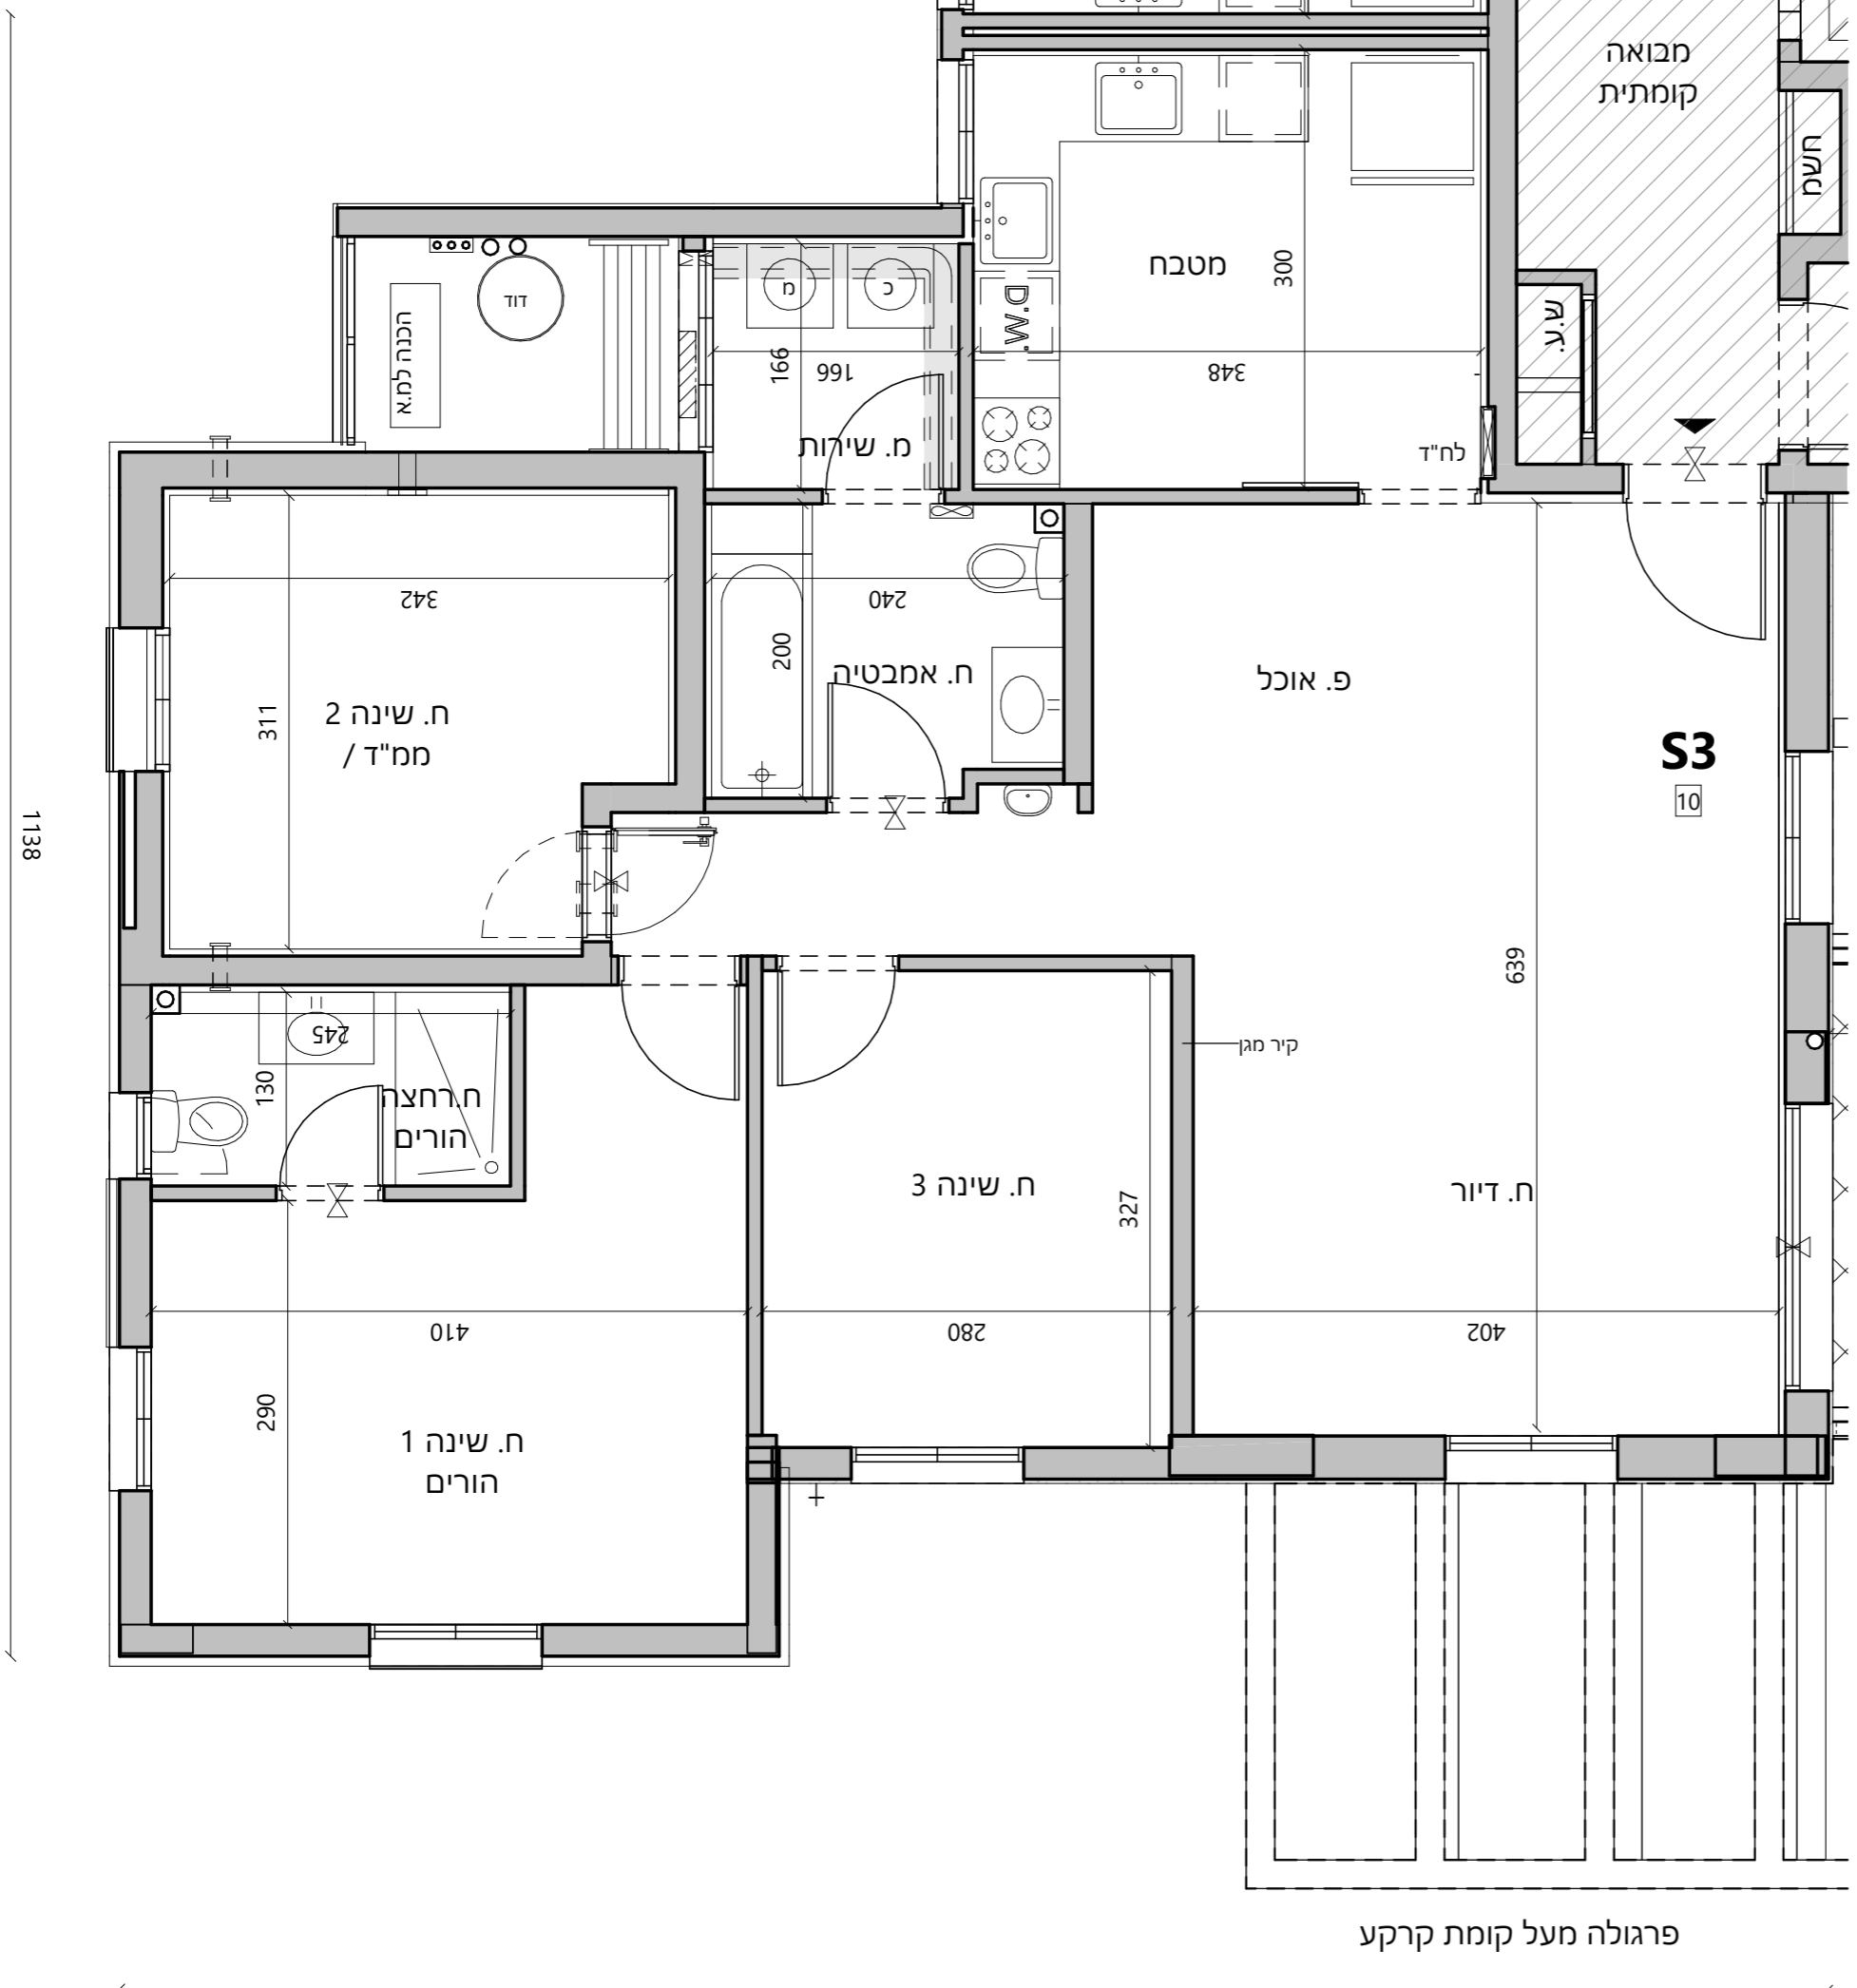 מבואה
קומתית
חשמ
מטבח
300
D.W.
348
ש.ע.
לח"ד
דוד
הכנה למ.א
מ
כ
166
166
מ. שירות
342
311
ח. שינה 2
ממ"ד /
240
200
ח. אמבטיה
פ. אוכל
S3
10
1138
639
245
130
ח.רחצה
הורים
קיר מגן
ח. שינה 3
327
ח. דיור
410
280
402
290
ח. שינה 1
הורים
פרגולה מעל קומת קרקע